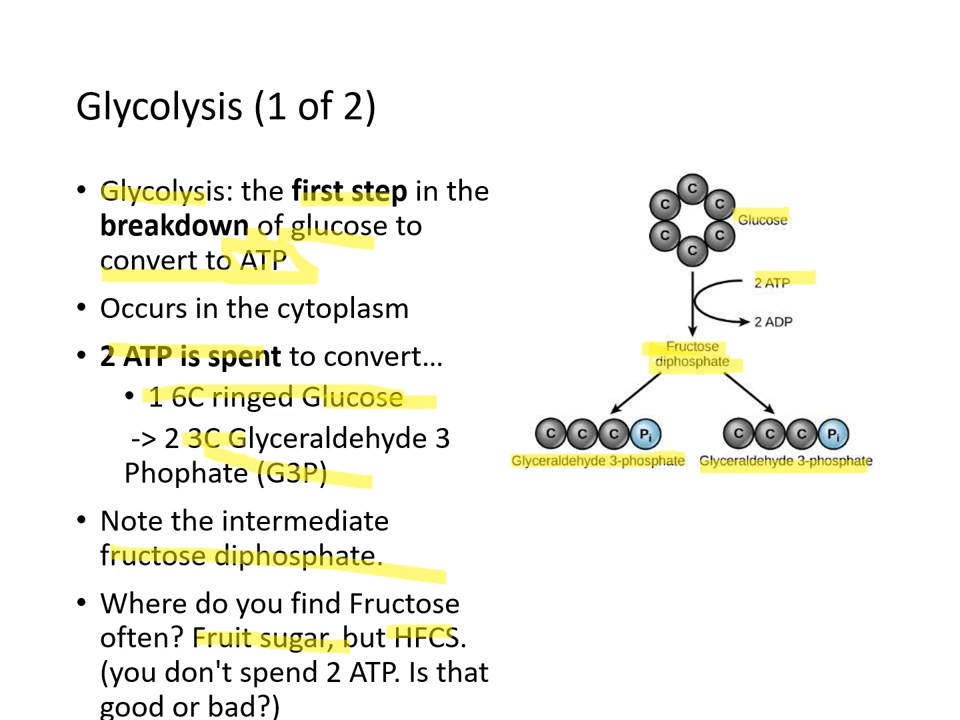 Glycolysis (1 of 2)
• Glycolysis: the first step in the
breakdown of glucose to
convert to ATP
• Occurs in the cytoplasm
• 2 ATP is spent to convert…
• 1 6C ringed Glucose
-> 2 3C Glyceraldehyde 3
Phophate (G3P)
• Note the intermediate
fructose diphosphate.
• Where do you find Fructose
often? Fruit sugar, but HFCS.
(you don't spend 2 ATP. Is that
good or bad?)
C
C C
C C
C
Glucose
2 ATP
2 ADP
Fructose
diphosphate
C C C Pi
C C C Pi
Glyceraldehyde 3-phosphate
Glyceraldehyde 3-phosphate